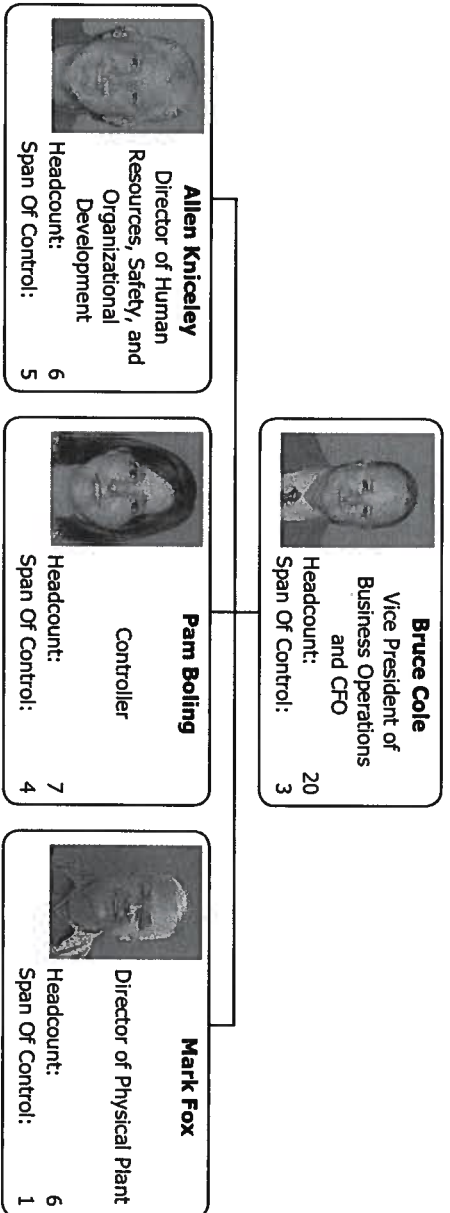 Bruce Cole
Vice President of
Business Operations
and CFO
Headcount: 20
Span Of Control: 3
Allen Kniceley
Director of Human
Resources, Safety, and
Organizational
Development
Headcount: 6
Span Of Control: 5
Pam Boling
Controller
Headcount: 7
Span Of Control: 4
Mark Fox
Director of Physical Plant
Headcount: 6
Span Of Control: 1